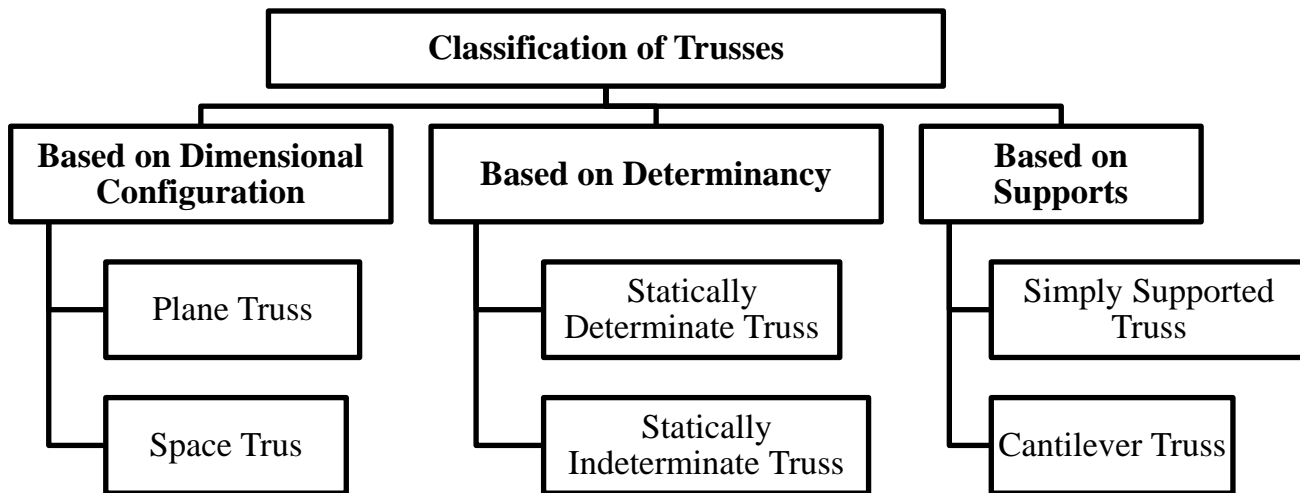 Classification of Trusses
Based on Dimensional
Configuration
Based on Determinancy
Based on
Supports
Plane Truss
Statically
Determinate Truss
Simply Supported
Truss
Space Trus
Statically
Indeterminate Truss
Cantilever Truss